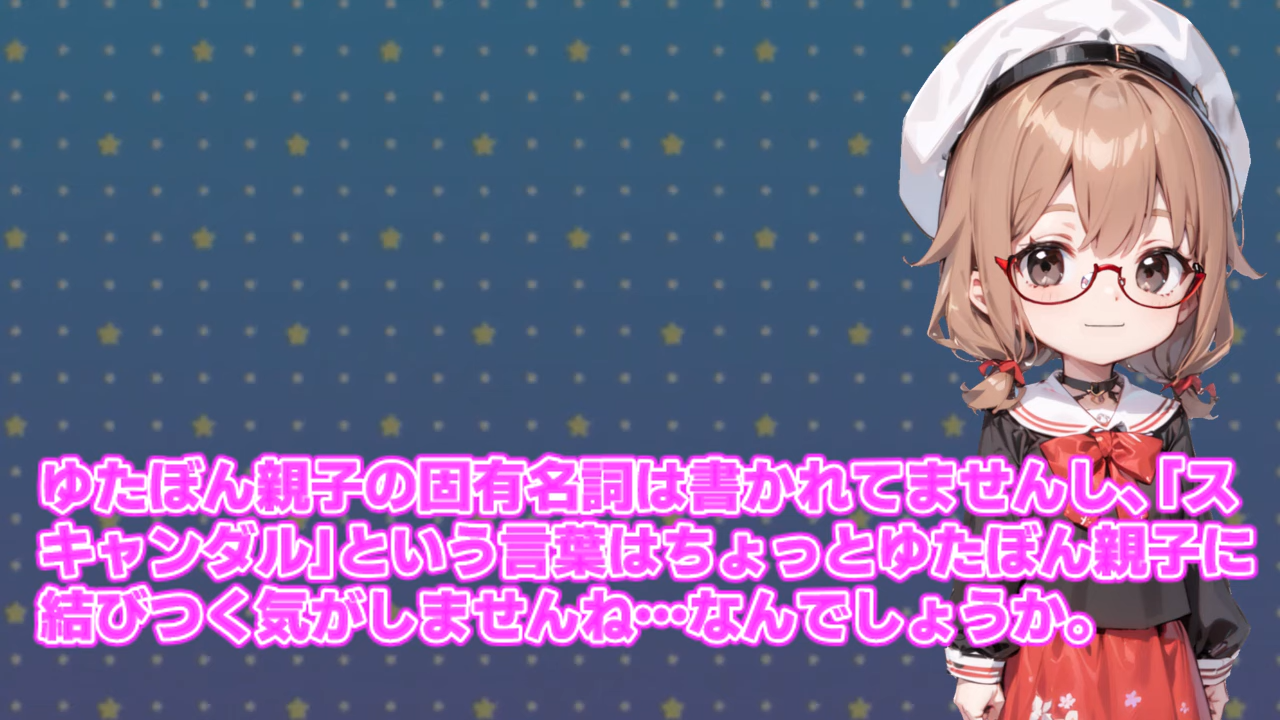 ゆたぼん親子の固有名詞は書かれてませんし、「ス
キャンダル」という言葉はちょっとゆたぼん親子に
結びつく気がしませんね…なんでしょうか。